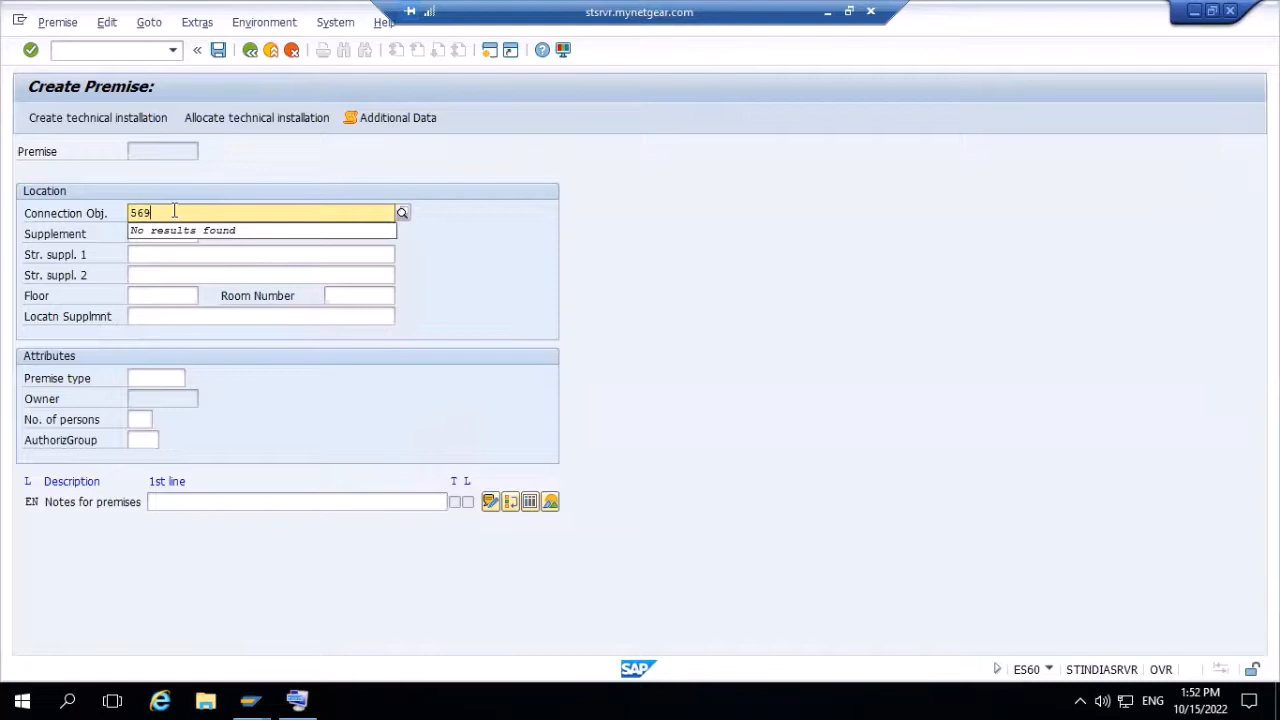 Premise Edit Goto Extras Environment System Help
stsrvr.mynetgear.com
Create Premise:
Create technical installation Allocate technical installation Additional Data
Premise
Location
Connection Obj. 569
No results found
Supplement
Str. suppl. 1
Str. suppl. 2
Floor Room Number
Locatn Supplmnt
Attributes
Premise type
Owner
No. of persons
AuthorizGroup
L Description 1st line T L
EN Notes for premises
SAP
ES60 STINDIASRVR OVR
ENG
1:52 PM
10/15/2022